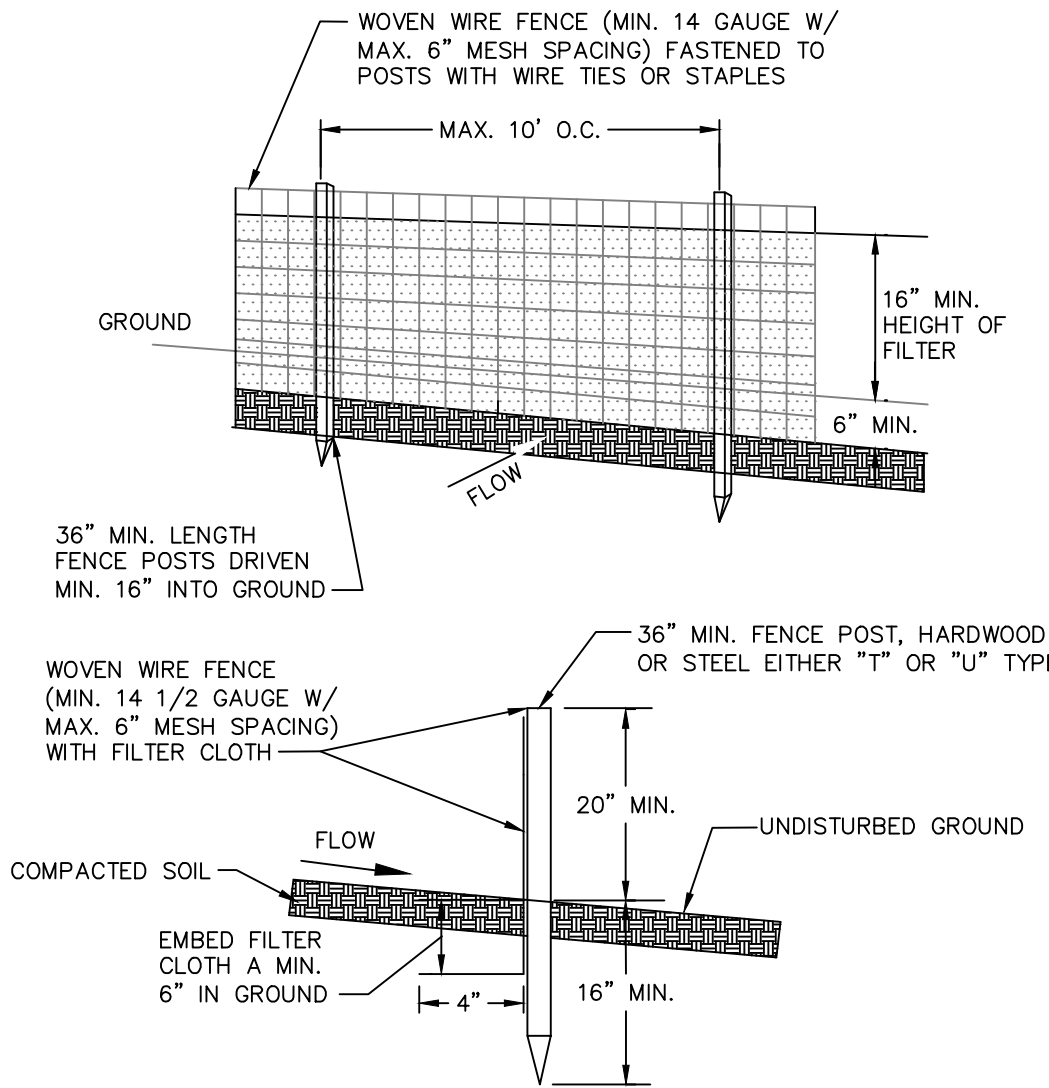 WOVEN WIRE FENCE (MIN. 14 GAUGE W/
MAX. 6" MESH SPACING) FASTENED TO
POSTS WITH WIRE TIES OR STAPLES
MAX. 10' O.C.
GROUND
16" MIN.
HEIGHT OF
FILTER
6" MIN.
FLOW
36" MIN. LENGTH
FENCE POSTS DRIVEN
MIN. 16" INTO GROUND
36" MIN. FENCE POST, HARDWOOD
OR STEEL EITHER "T" OR "U" TYPE
WOVEN WIRE FENCE
(MIN. 14 1/2 GAUGE W/
MAX. 6" MESH SPACING)
WITH FILTER CLOTH
20" MIN.
UNDISTURBED GROUND
FLOW
COMPACTED SOIL
EMBED FILTER
CLOTH A MIN.
6" IN GROUND
4"
16" MIN.